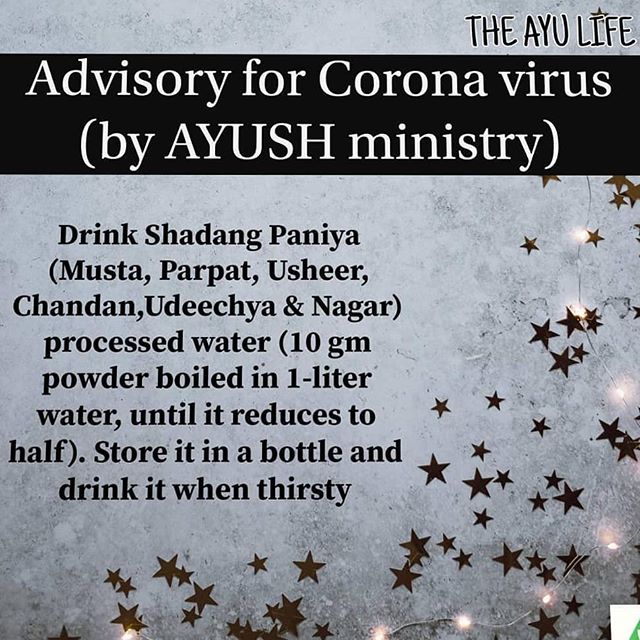 THE AYU LIFE
Advisory for Corona virus
(by AYUSH ministry)
Drink Shadang Paniya
(Musta, Parpat, Usheer,
Chandan,Udeechya & Nagar)
processed water (10 gm
powder boiled in 1-liter
water, until it reduces to
half). Store it in a bottle and
drink it when thirsty